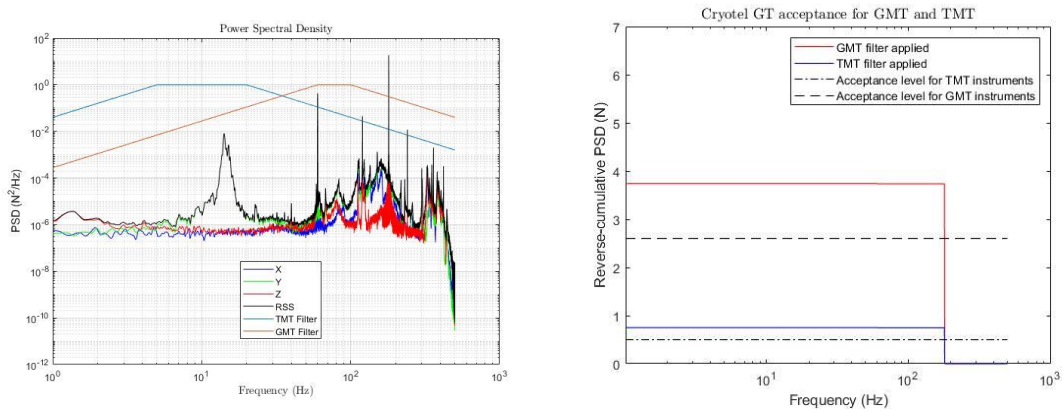 Power Spectral Density
10^2
10^0
10^-2
10^-4
10^-6
10^-8
10^-10
10^-12
PSD (N^2/Hz)
X
Y
Z
RSS
TMT Filter
GMT Filter
10^0
10^1
10^2
10^3
Frequency (Hz)
Cryotel GT acceptance for GMT and TMT
7
6
5
4
3
2
1
0
Reverse-cumulative PSD (N)
GMT filter applied
TMT filter applied
Acceptance level for TMT instruments
Acceptance level for GMT instruments
10^1
10^2
10^3
Frequency (Hz)